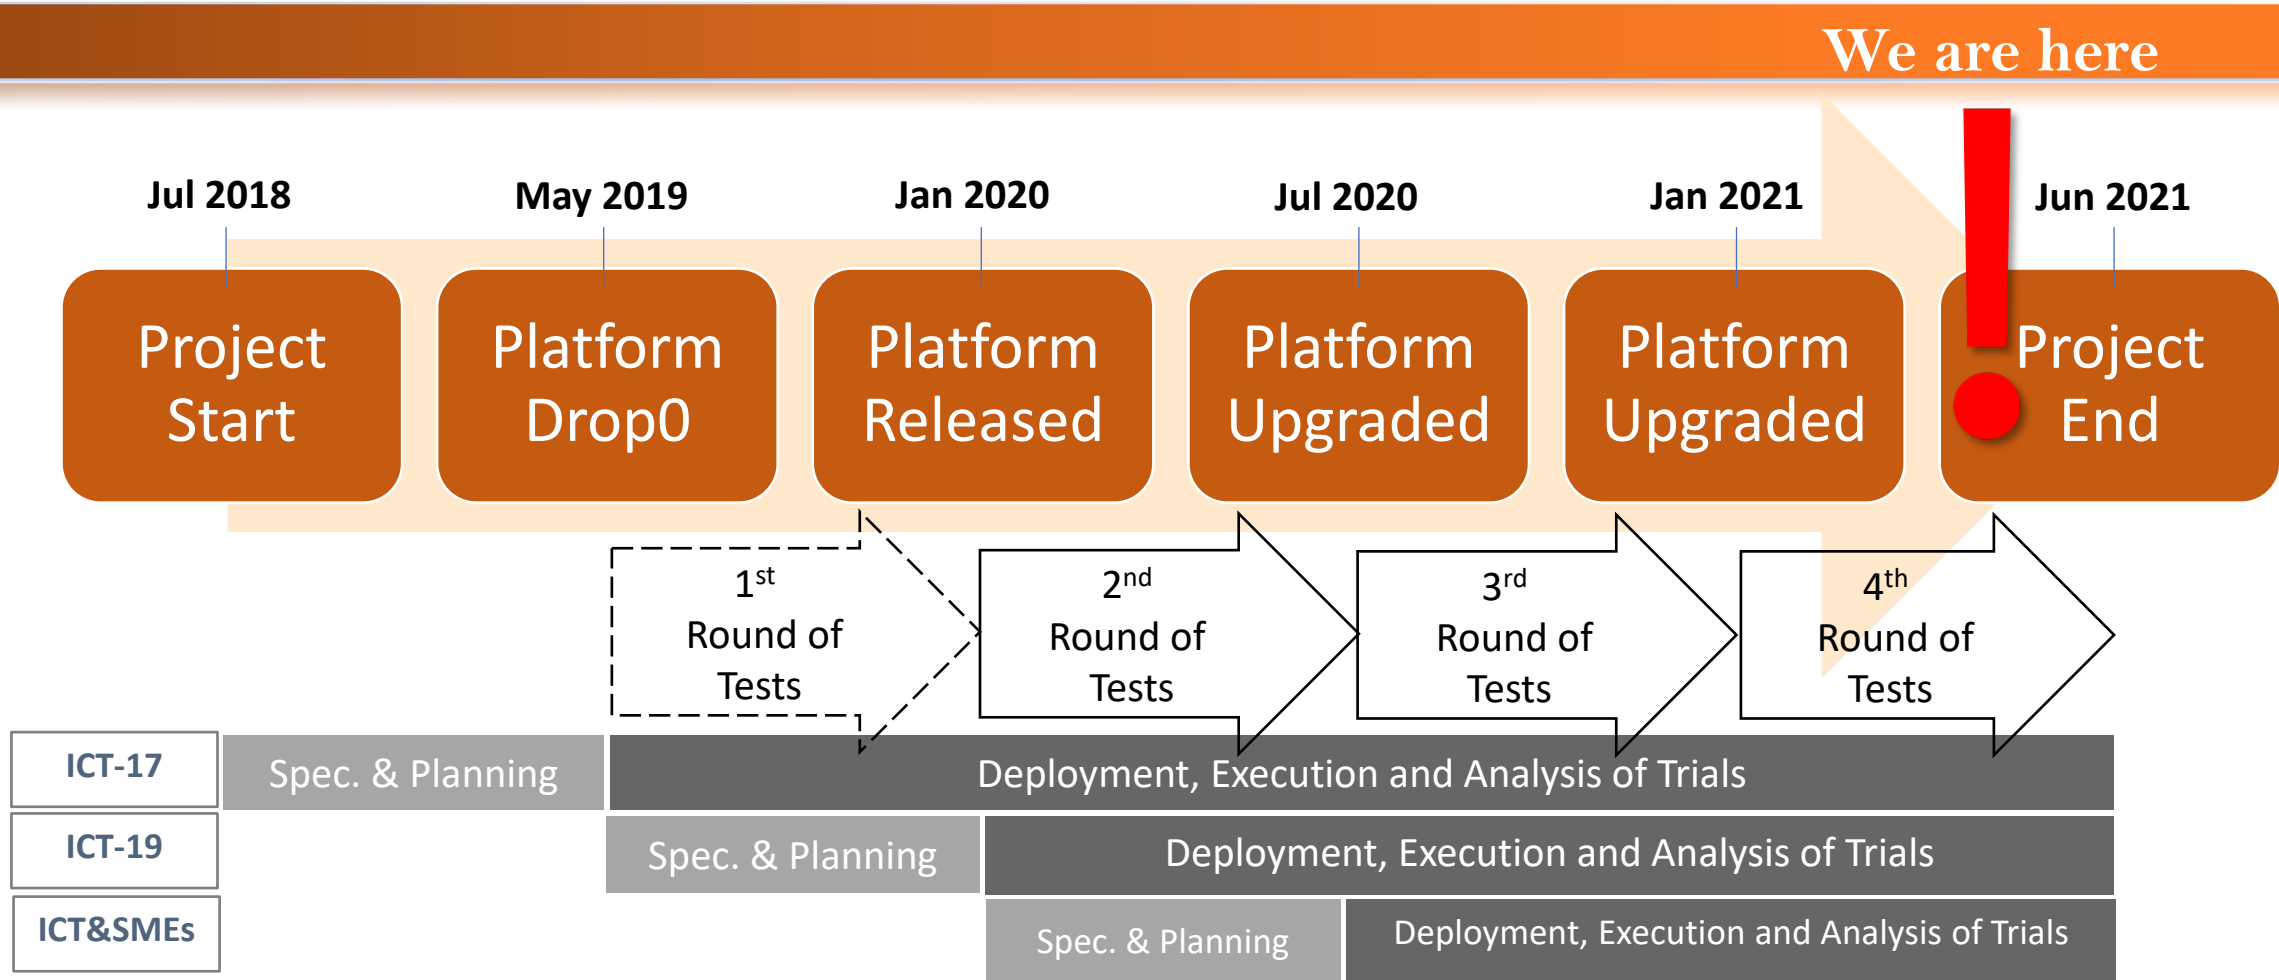 We are here
Jul 2018
May 2019
Jan 2020
Jul 2020
Jan 2021
Jun 2021
Project
Start
Platform
Drop0
Platform
Released
Platform
Upgraded
Platform
Upgraded
Project
End
1st
Round of
Tests
2nd
Round of
Tests
3rd
Round of
Tests
4th
Round of
Tests
ICT-17
Spec. & Planning
Deployment, Execution and Analysis of Trials
ICT-19
Spec. & Planning
Deployment, Execution and Analysis of Trials
ICT&SMEs
Spec. & Planning
Deployment, Execution and Analysis of Trials